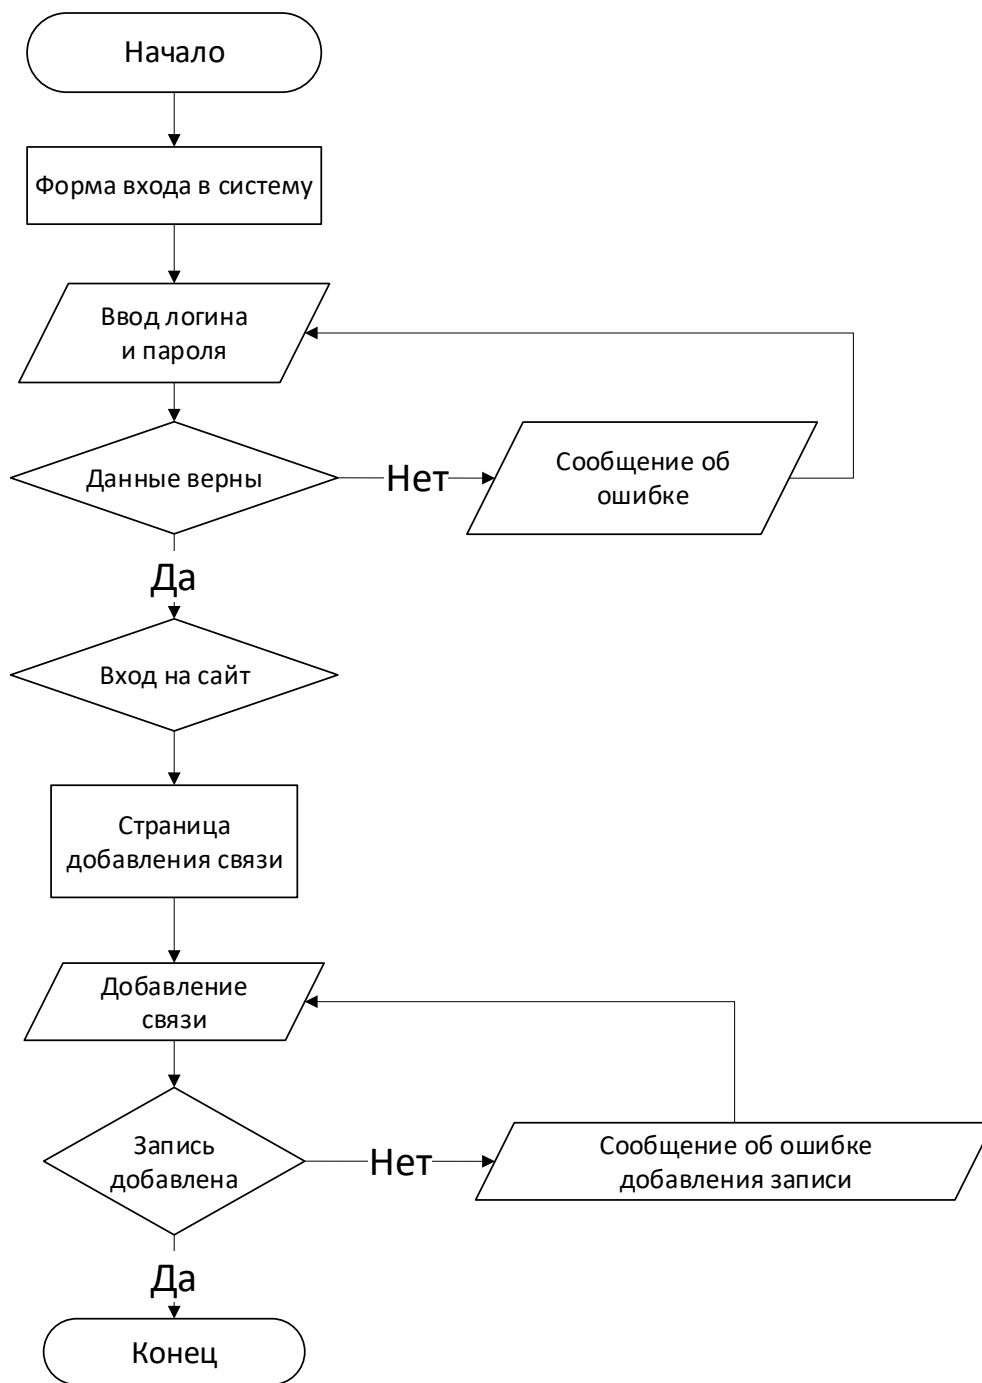 Начало
Форма входа в систему
Ввод логина
и пароля
Данные верны
Нет
Сообщение об
ошибке
Да
Вход на сайт
Страница
добавления связи
Добавление
связи
Запись
добавлена
Нет
Сообщение об ошибке
добавления записи
Да
Конец